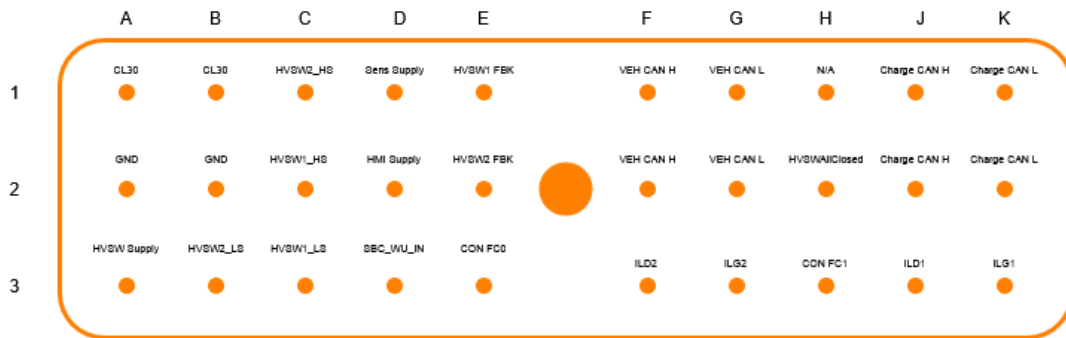 A B C D E F G H J K
CL30 CL30 HVSW2_HS Sens Supply HVSW1 FBK VEH CAN H VEH CAN L N/A Charge CAN H Charge CAN L
1
GND GND HVSW1_HS HMI Supply HVSW2 FBK VEH CAN H VEH CAN L HVSWAllClosed Charge CAN H Charge CAN L
2
HVSW Supply HVSW2_LS HVSW1_LS SBC_WU_IN CON FC0
ILD2 ILG2 CON FC1 ILD1 ILG1
3